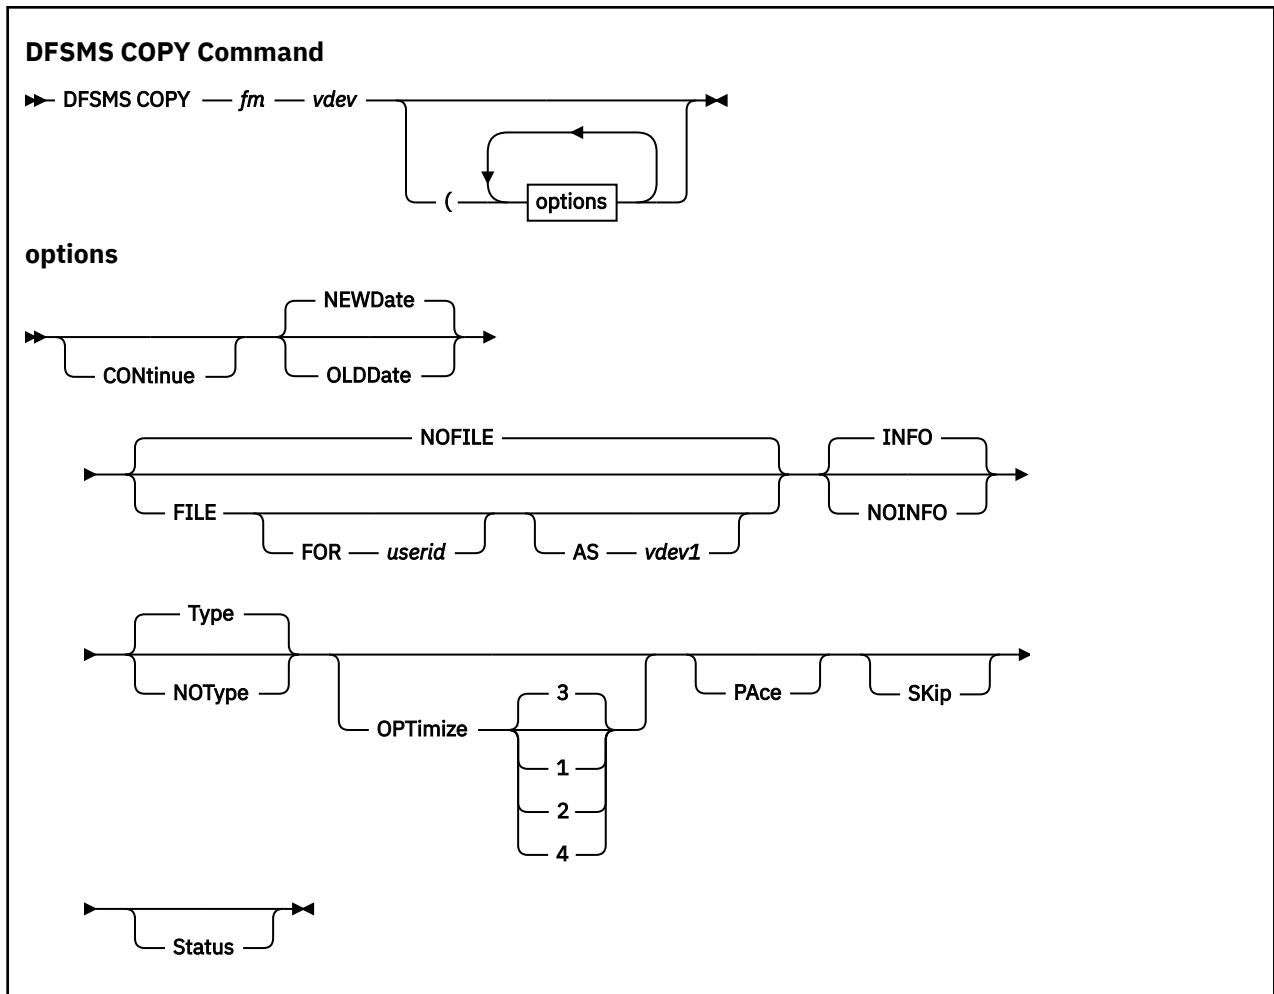 DFSMS COPY Command
DFSMS COPY fm vdev
( options
options
NEWDate
CONtinue OLDDate
NOFILE INFO
FILE NOINFO
FOR userid AS vdev1
Type
NOType 3 PAce SKip
OPTimize
1
2
4
Status